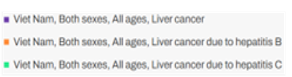 Viet Nam, Both sexes, All ages, Liver cancer
Viet Nam, Both sexes, All ages, Liver cancer due to hepatitis B
Viet Nam, Both sexes, All ages, Liver cancer due to hepatitis C